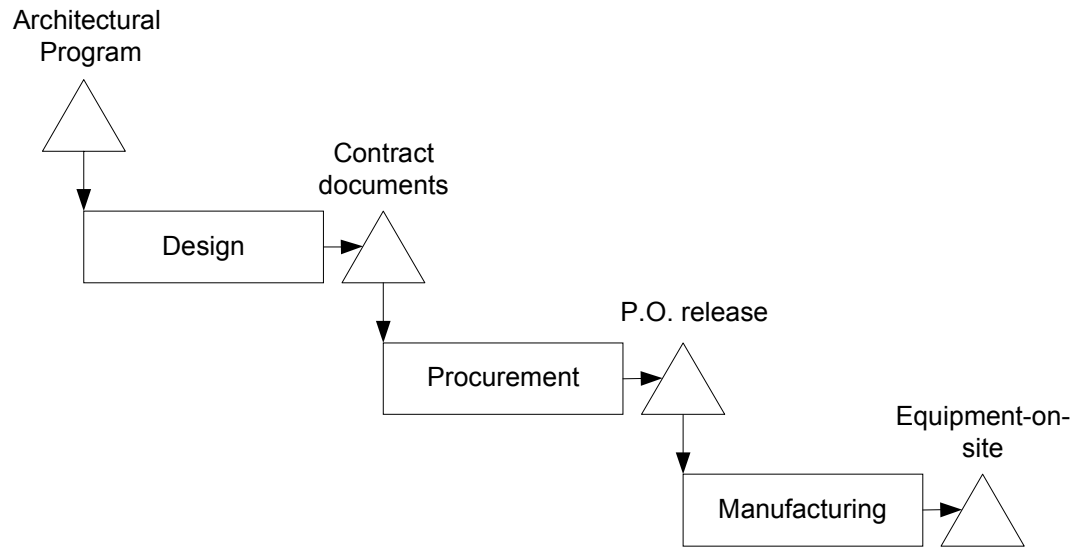 Architectural
Program
Contract
documents
Design
P.O. release
Procurement
Equipment-on-
site
Manufacturing